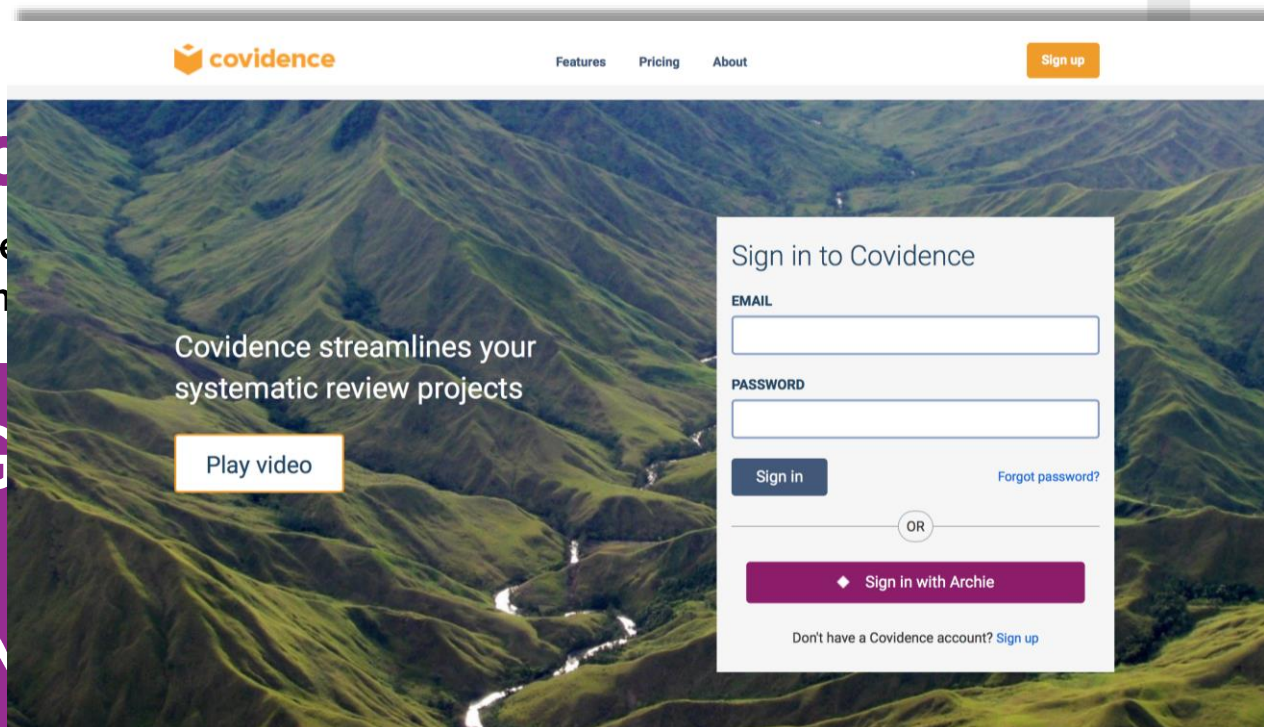 covidence
Features Pricing About
Sign up
Covidence streamlines your
systematic review projects
Play video
Sign in to Covidence
EMAIL
PASSWORD
Sign in
Forgot password?
OR
Sign in with Archie
Don't have a Covidence account? Sign up